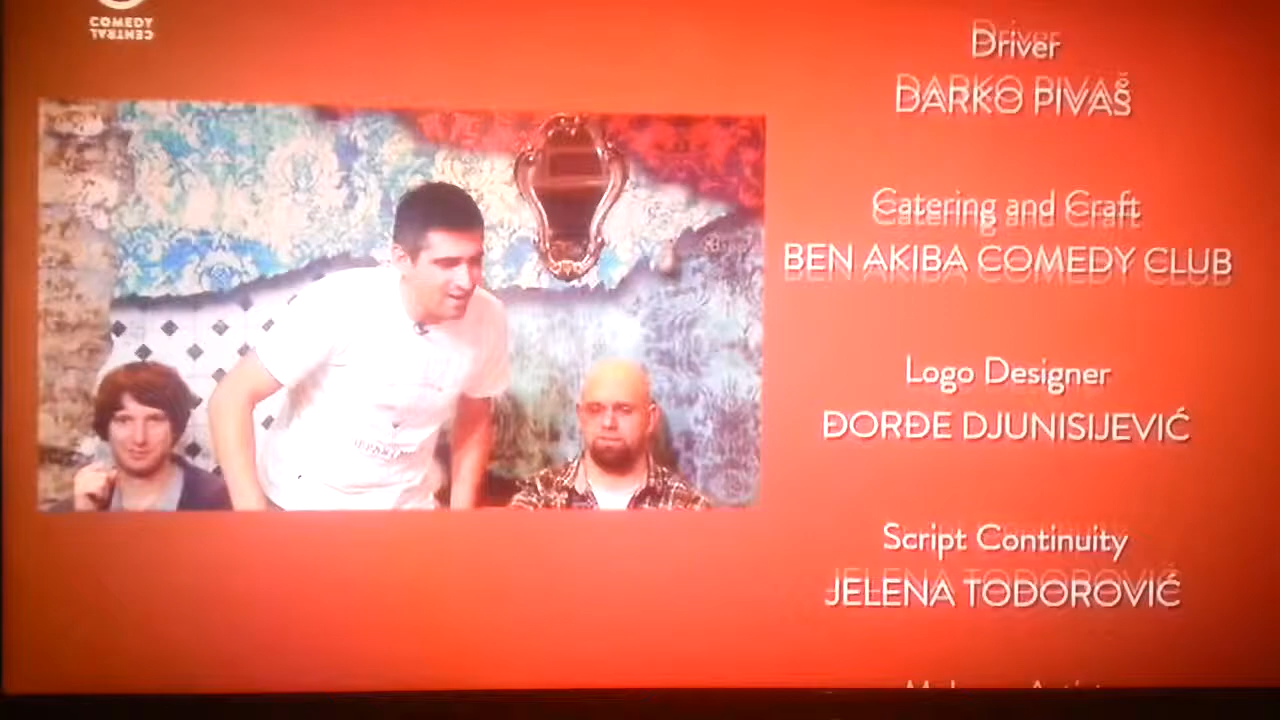 COMEDY
CENTRAL
Driver
DARKO PIVAŠ
Catering and Craft
BEN AKIBA COMEDY CLUB
Logo Designer
ĐORĐE DJUNISIJEVIĆ
Script Continuity
JELENA TODOROVIĆ